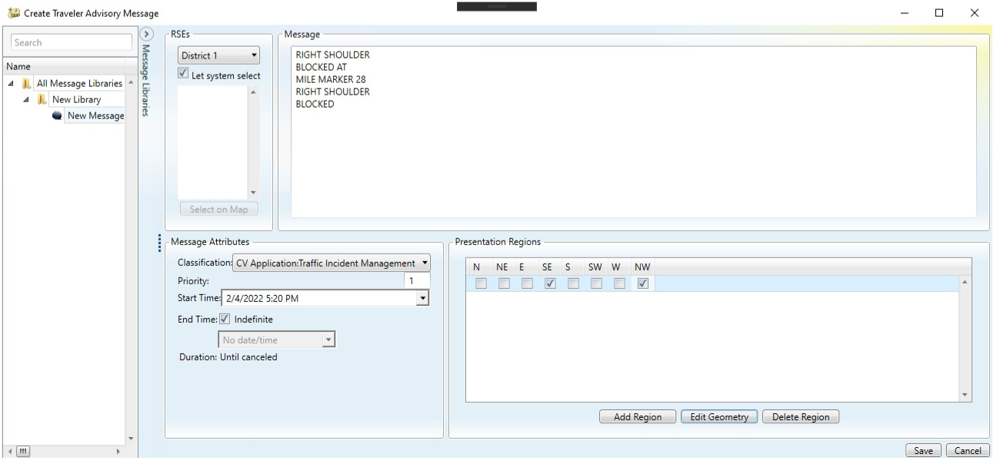 Create Traveler Advisory Message
Search
Name
All Message Libraries
New Library
New Message
Message Libraries
RSEs
District 1
Let system select
Select on Map
Message
RIGHT SHOULDER
BLOCKED AT
MILE MARKER 28
RIGHT SHOULDER
BLOCKED
Message Attributes
Classification: CV Application:Traffic Incident Management
Priority: 1
Start Time: 2/4/2022 5:20 PM
End Time: Indefinite
No date/time
Duration: Until canceled
Presentation Regions
N NE E SE S SW W NW
Add Region Edit Geometry Delete Region
Save Cancel